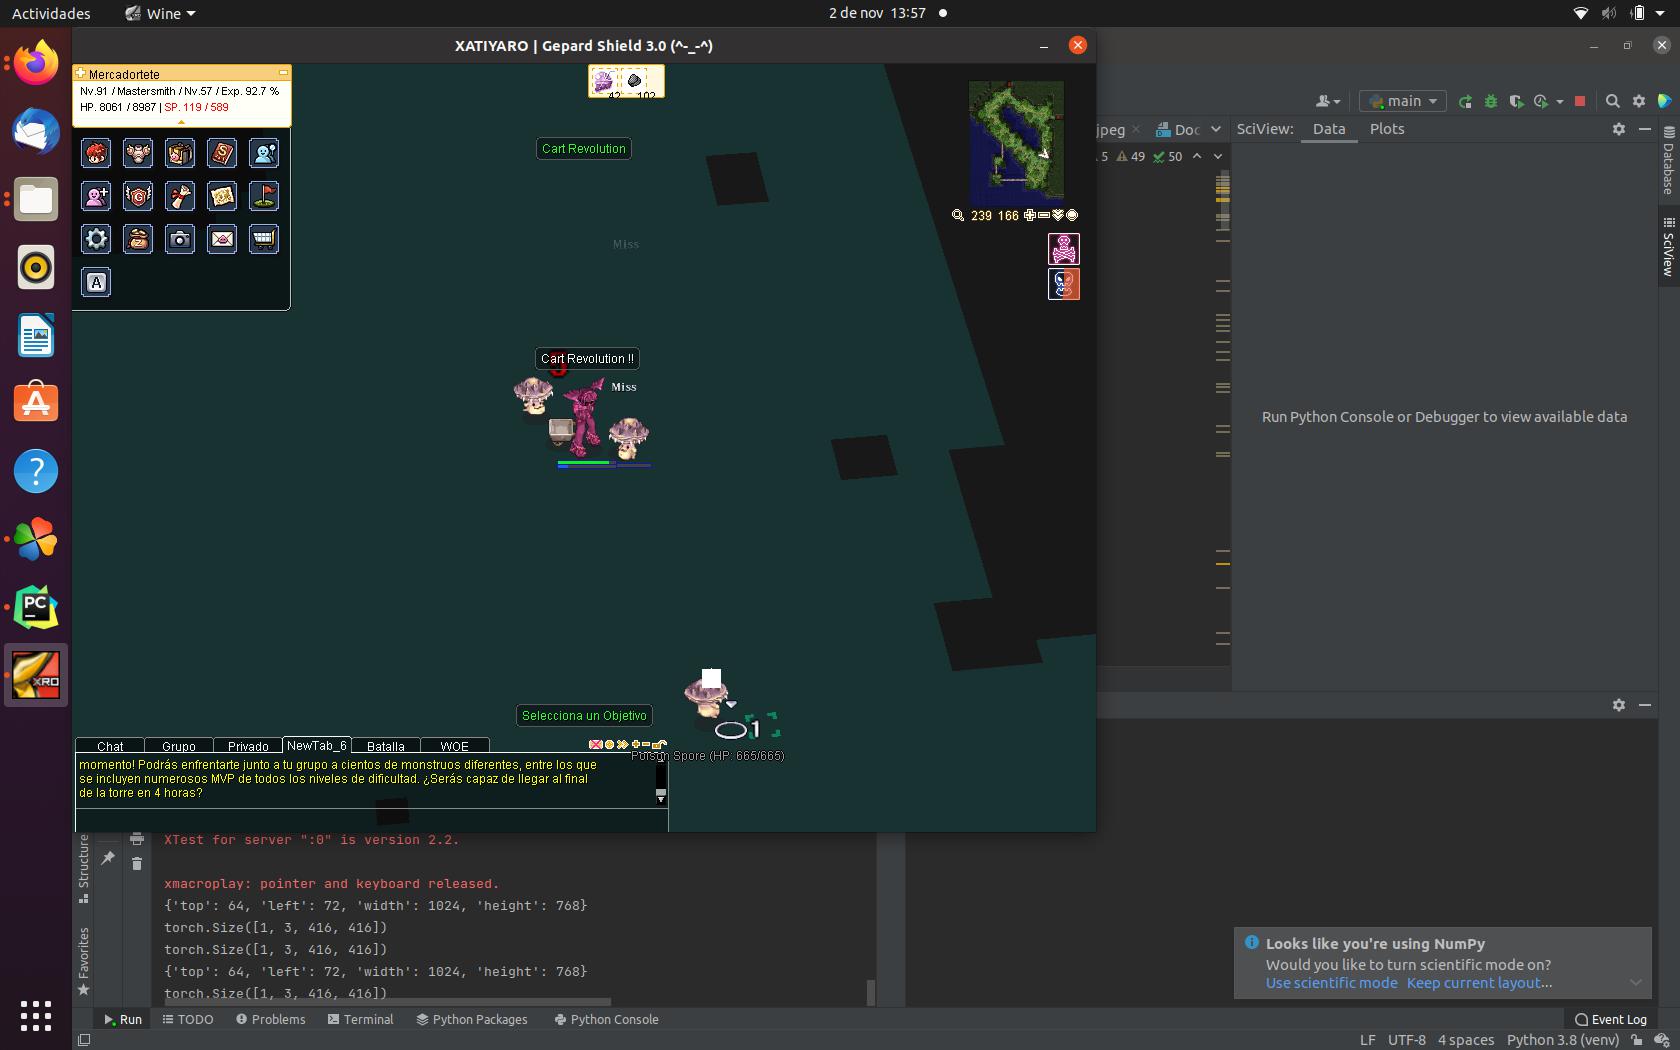 Actividades
Wine
2 de nov 13:57
XATIYARO | Gepard Shield 3.0 (^-_-^)
Mercadortete
Nv.91 / Mastersmith / Nv.57 / Exp. 92.7 %
HP. 8061 / 8987 | SP. 119 / 589
42 102
Cart Revolution
Miss
239 166
Cart Revolution !!
Miss
Selecciona un Objetivo
1
Poison Spore (HP: 665/665)
Chat Grupo Privado NewTab_6 Batalla WOE
momento! Podrás enfrentarte junto a tu grupo a cientos de monstruos diferentes, entre los que
se incluyen numerosos MVP de todos los niveles de dificultad. ¿Serás capaz de llegar al final
de la torre en 4 horas?
A
PC
XRO
main
jpeg
Doc
SciView: Data Plots
5 49 50
Database
SciView
Run Python Console or Debugger to view available data
Structure
Favorites
XTest for server ":0" is version 2.2.
xmacroplay: pointer and keyboard released.
{'top': 64, 'left': 72, 'width': 1024, 'height': 768}
torch.Size([1, 3, 416, 416])
torch.Size([1, 3, 416, 416])
{'top': 64, 'left': 72, 'width': 1024, 'height': 768}
torch.Size([1, 3, 416, 416])
Looks like you're using NumPy
Would you like to turn scientific mode on?
Use scientific mode Keep current layout...
Run TODO Problems Terminal Python Packages Python Console
Event Log
LF UTF-8 4 spaces Python 3.8 (venv)